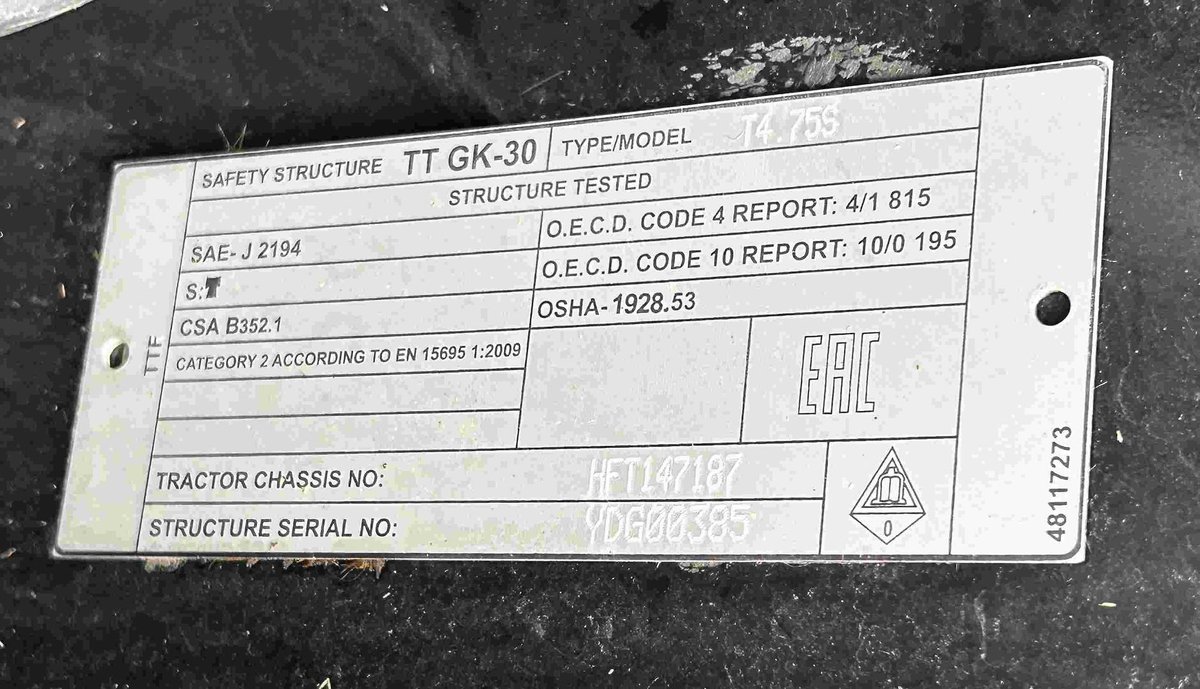 SAFETY STRUCTURE TT GK-30 TYPE/MODEL T4 75S
STRUCTURE TESTED
SAE- J 2194 O.E.C.D. CODE 4 REPORT: 4/1 815
S:T O.E.C.D. CODE 10 REPORT: 10/0 195
CSA B352.1 OSHA-1928.53
CATEGORY 2 ACCORDING TO EN 15695 1:2009
TTF
EAC
TRACTOR CHASSIS NO: HFT147187
STRUCTURE SERIAL NO: YDG00385
0
48117273